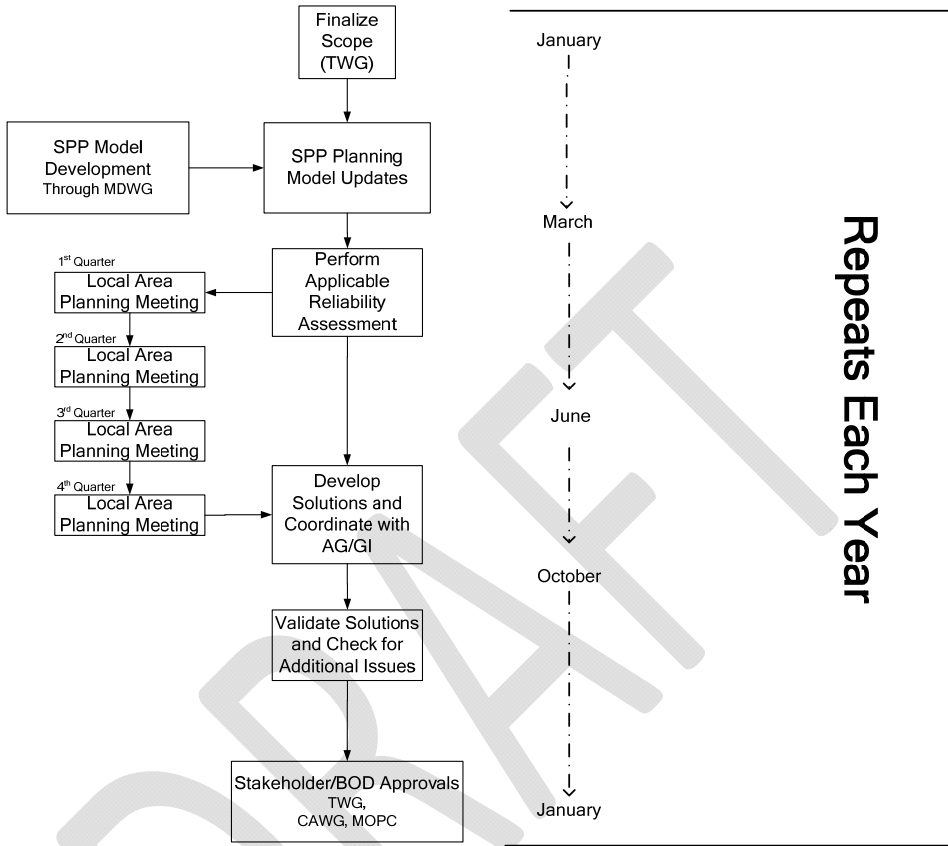 Finalize
Scope
(TWG)
January
SPP Model
Development
Through MDWG
SPP Planning
Model Updates
March
1st Quarter
Local Area
Planning Meeting
Perform
Applicable
Reliability
Assessment
2nd Quarter
Local Area
Planning Meeting
3rd Quarter
Local Area
Planning Meeting
4th Quarter
Local Area
Planning Meeting
June
Develop
Solutions and
Coordinate with
AG/GI
October
Validate Solutions
and Check for
Additional Issues
Stakeholder/BOD Approvals
TWG,
CAWG, MOPC
January
Repeats Each Year
DRAFT